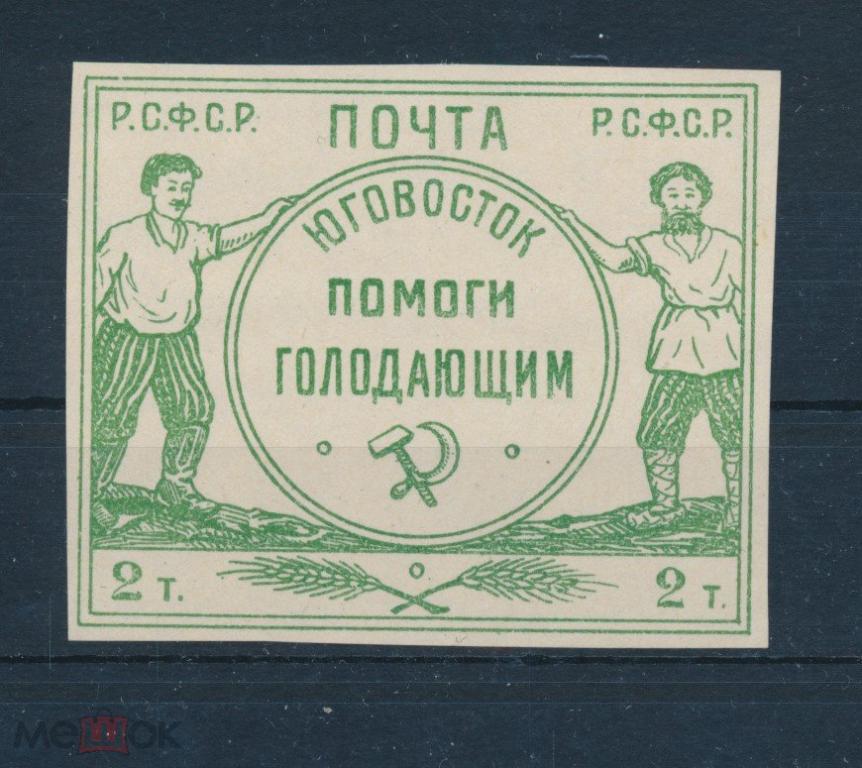 Р.С.Ф.С.Р. ПОЧТА Р.С.Ф.С.Р.
ЮГОВОСТОК
ПОМОГИ
ГОЛОДАЮЩИМ
2 Т. 2 Т.
мешок